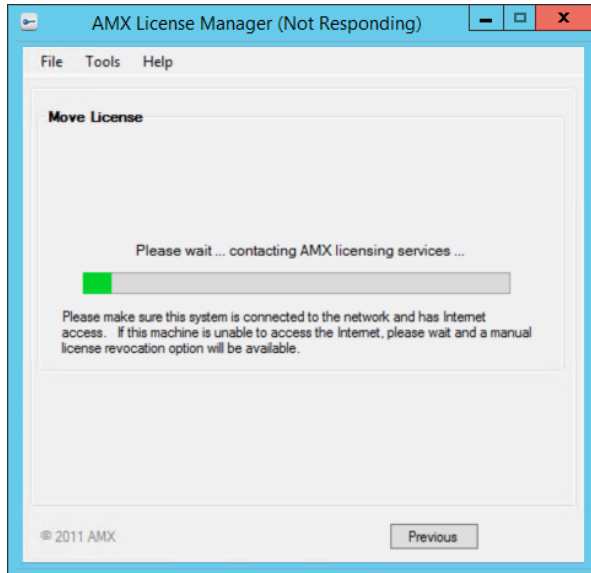 AMX License Manager (Not Responding)
File Tools Help
Move License
Please wait ... contacting AMX licensing services ...
Please make sure this system is connected to the network and has Internet
access. If this machine is unable to access the Internet, please wait and a manual
license revocation option will be available.
© 2011 AMX
Previous